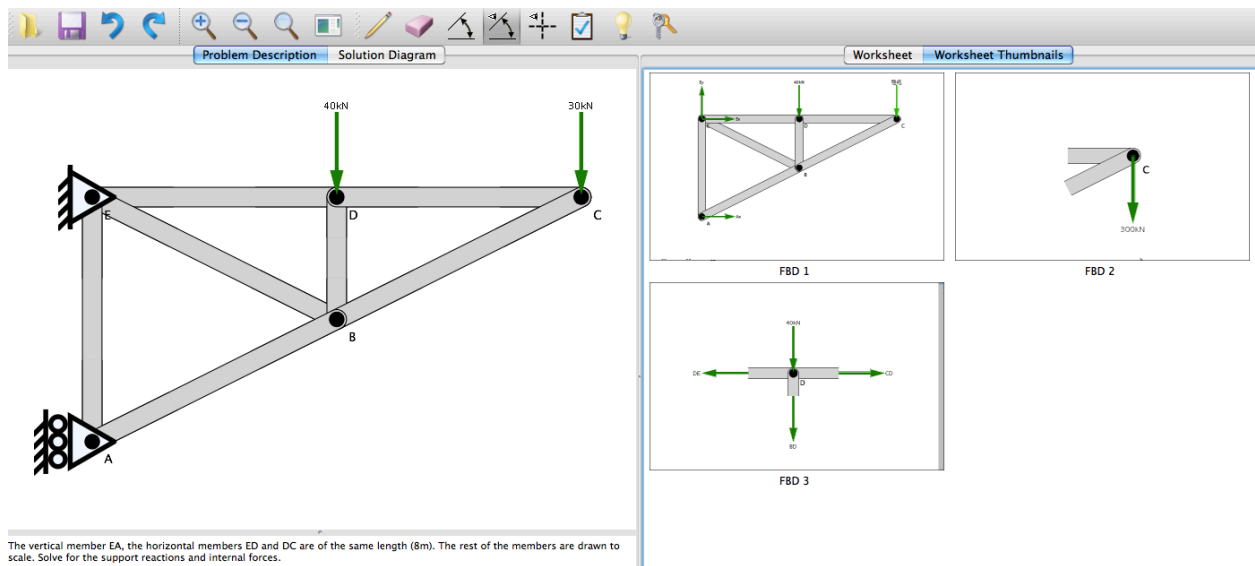 Problem Description
Solution Diagram
Worksheet
Worksheet Thumbnails
40kN
30kN
E
D
C
B
A
The vertical member EA, the horizontal members ED and DC are of the same length (8m). The rest of the members are drawn to
scale. Solve for the support reactions and internal forces.
40kN
D
C
B
A
FBD 1
C
300kN
FBD 2
40kN
DE
CD
D
BD
FBD 3